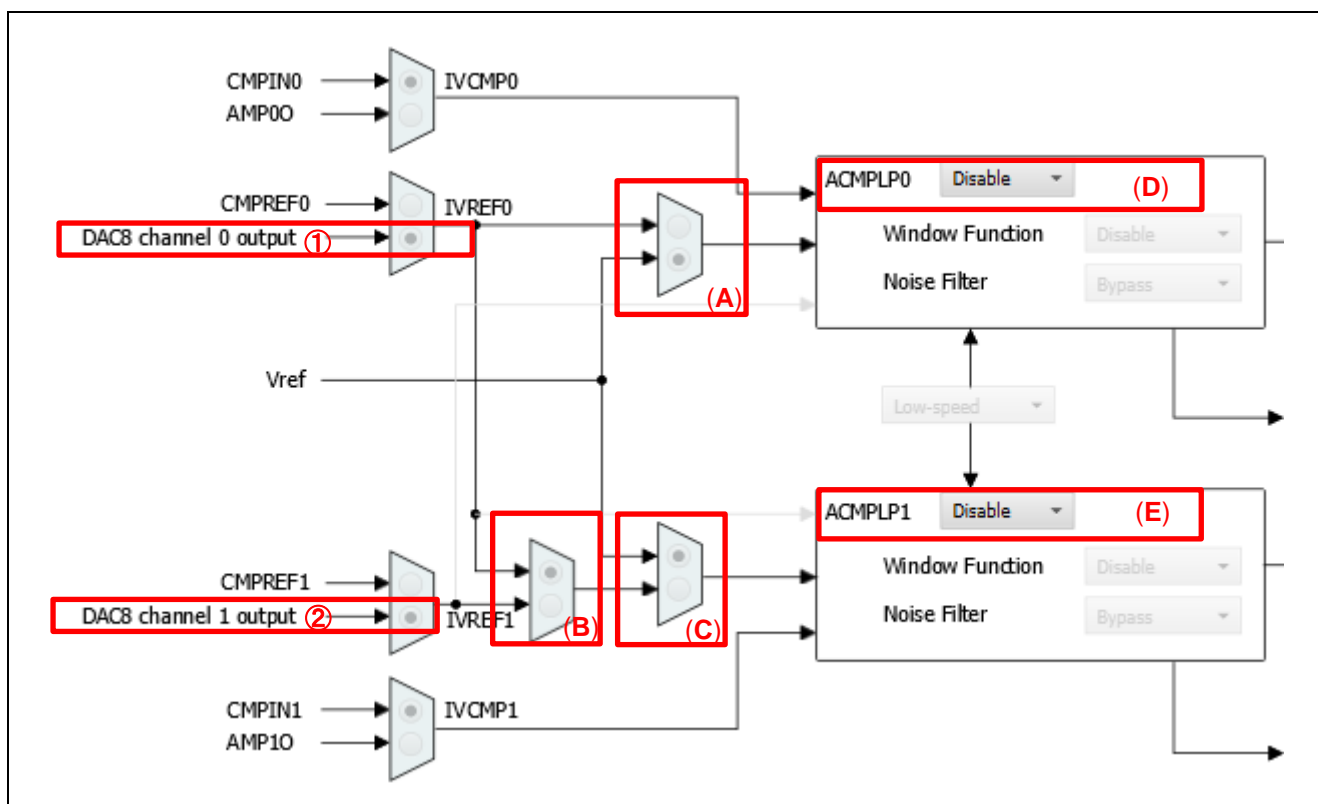 CMPIN0
IVCMP0
AMP0O
CMPREF0
IVREF0
DAC8 channel 0 output ①
(A)
ACMPLP0 Disable (D)
Window Function Disable
Noise Filter Bypass
Vref
Low-speed
ACMPLP1 Disable (E)
Window Function Disable
Noise Filter Bypass
CMPREF1
DAC8 channel 1 output ②
IVREF1
(B)
(C)
CMPIN1
IVCMP1
AMP1O